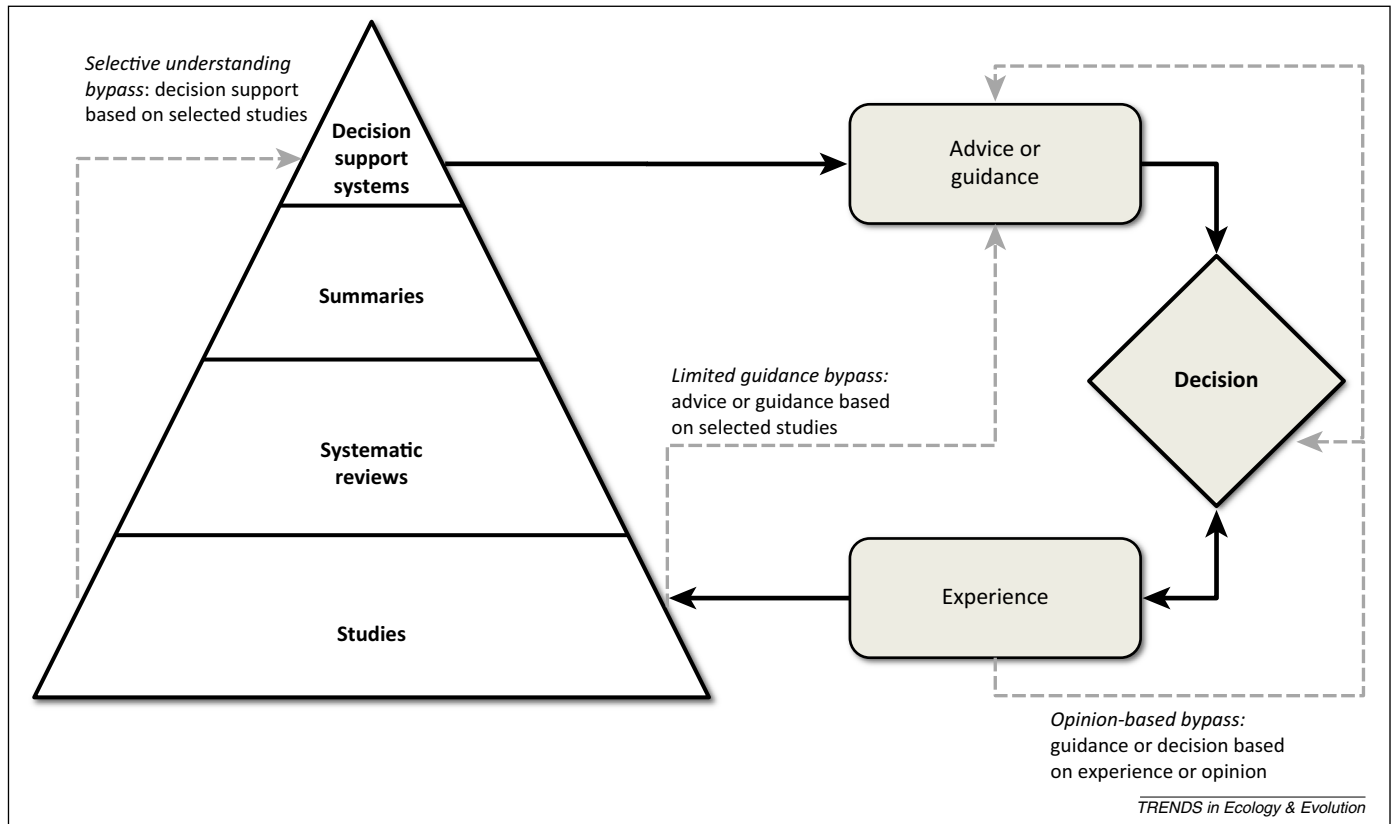 Selective understanding
bypass: decision support
based on selected studies
Decision
support
systems
Advice or
guidance
Summaries
Limited guidance bypass:
advice or guidance based
on selected studies
Decision
Systematic
reviews
Experience
Studies
Opinion-based bypass:
guidance or decision based
on experience or opinion
TRENDS in Ecology & Evolution